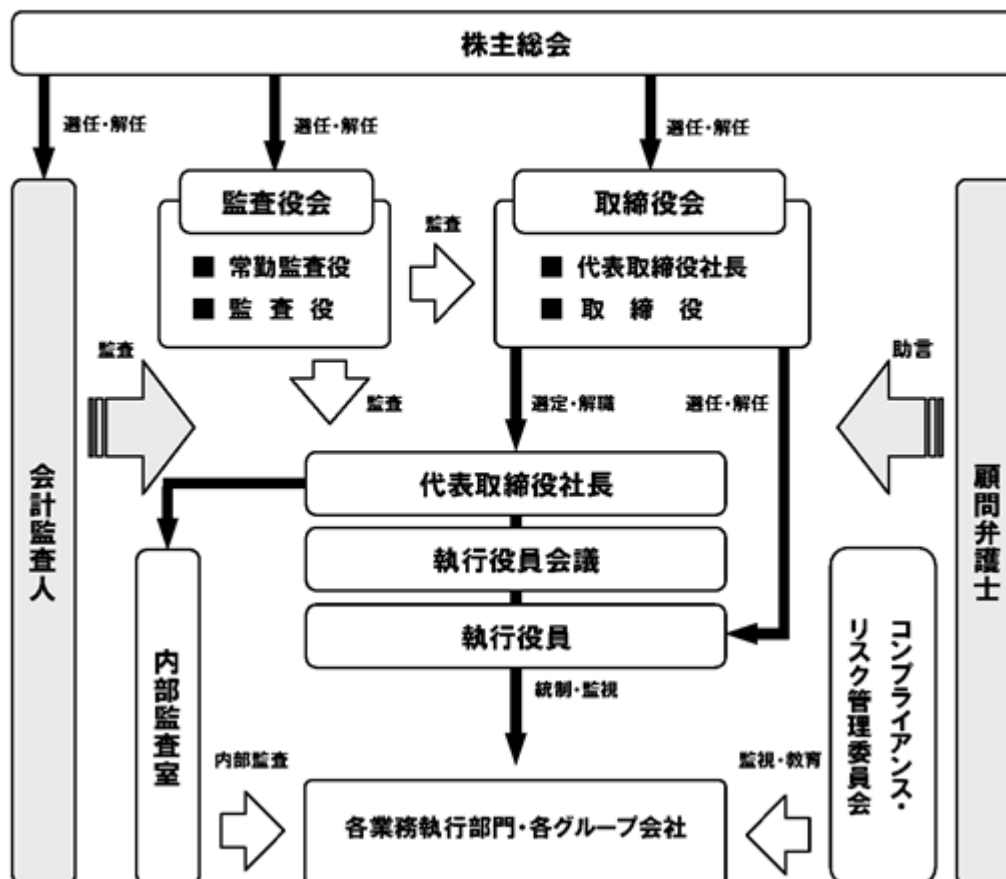 株主総会
選任・解任
選任・解任
選任・解任
監査役会
取締役会
監査
■ 常勤監査役
■ 監査役
■ 代表取締役社長
■ 取締役
監査
助言
監査
選定・解職
選任・解任
会計監査人
代表取締役社長
顧問弁護士
執行役員会議
執行役員
内部監査室
コンプライアンス・
リスク管理委員会
統制・監視
内部監査
監視・教育
各業務執行部門・各グループ会社